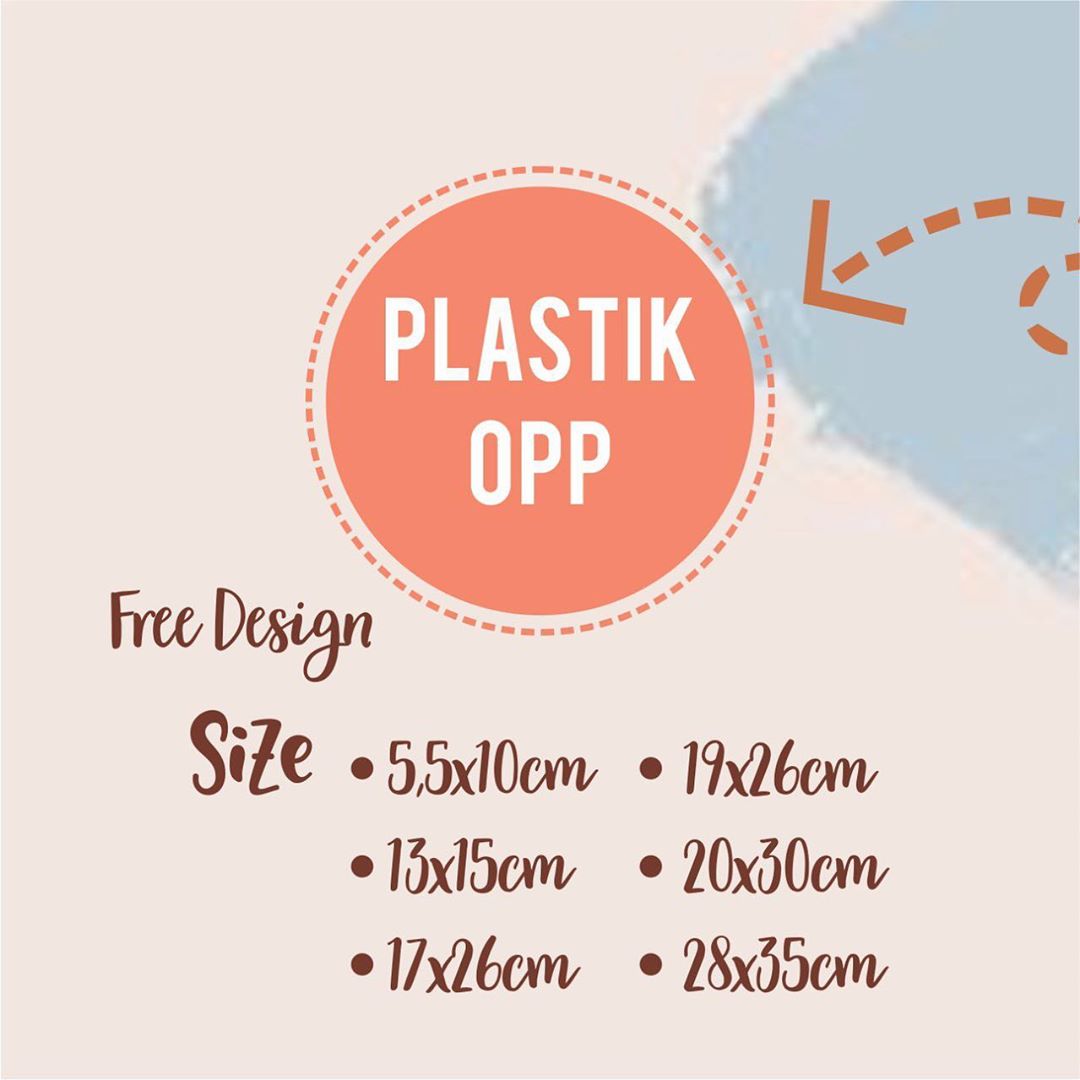 PLASTIK
OPP
Free Design
Size
• 5,5x10cm
• 13x15cm
• 17x26cm
• 19x26cm
• 20x30cm
• 28x35cm